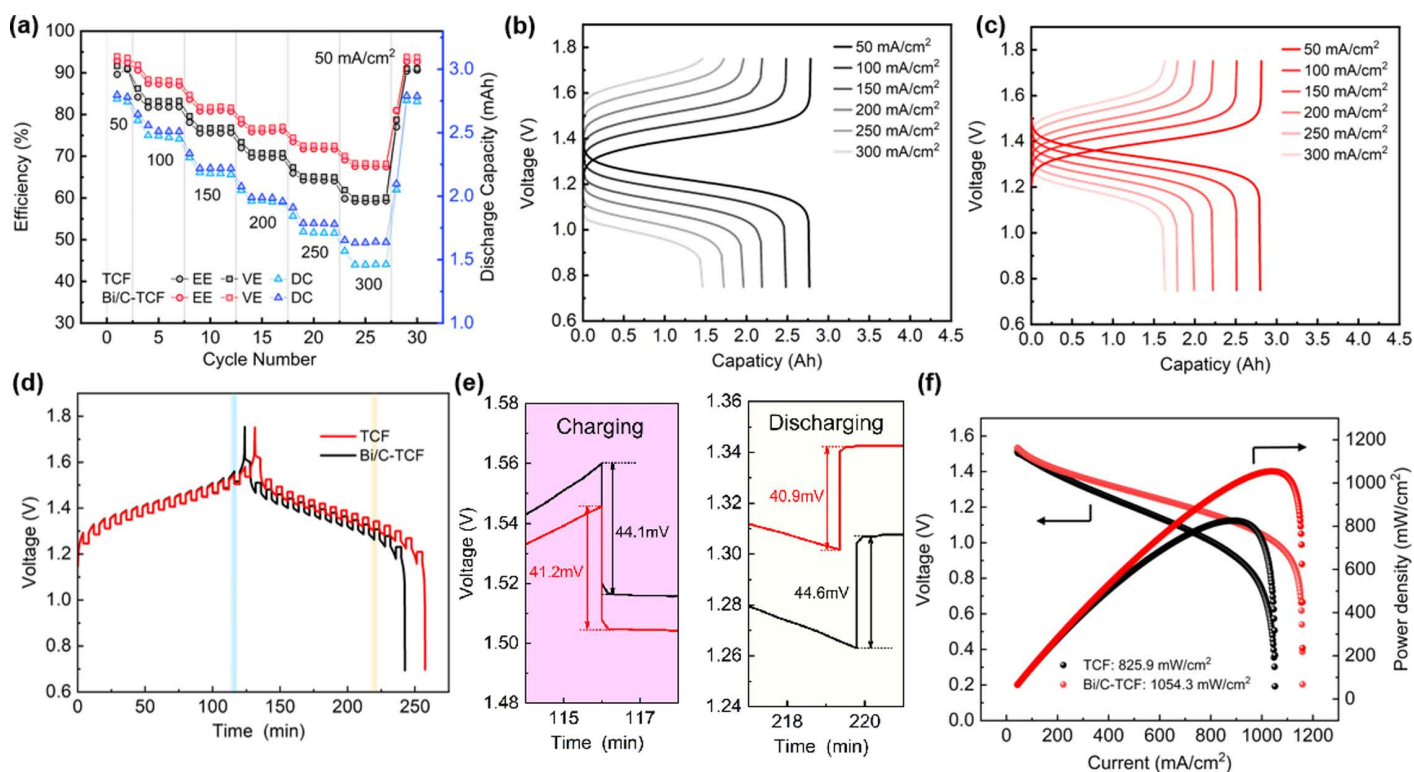 (a)
100
90
80
70
60
50
40
30
Efficiency (%)
50 mA/cm²
50
100
150
200
250
300
TCF EE VE DC
Bi/C-TCF EE VE DC
3.0
2.5
2.0
1.5
1.0
Discharge Capacity (mAh)
0 5 10 15 20 25 30
Cycle Number
(b)
1.8
1.6
1.4
1.2
1.0
0.8
0.6
Voltage (V)
50 mA/cm²
100 mA/cm²
150 mA/cm²
200 mA/cm²
250 mA/cm²
300 mA/cm²
0.0 0.5 1.0 1.5 2.0 2.5 3.0 3.5 4.0 4.5
Capaticy (Ah)
(c)
1.8
1.6
1.4
1.2
1.0
0.8
0.6
Voltage (V)
50 mA/cm²
100 mA/cm²
150 mA/cm²
200 mA/cm²
250 mA/cm²
300 mA/cm²
0.0 0.5 1.0 1.5 2.0 2.5 3.0 3.5 4.0 4.5
Capaticy (Ah)
(d)
1.8
1.6
1.4
1.2
1.0
0.8
0.6
Voltage (V)
TCF
Bi/C-TCF
0 50 100 150 200 250
Time (min)
(e)
1.58
1.56
1.54
1.52
1.50
1.48
Voltage (V)
Charging
44.1mV
41.2mV
115 117
Time (min)
1.36
1.34
1.32
1.30
1.28
1.26
1.24
Discharging
40.9mV
44.6mV
218 220
Time (min)
(f)
1.6
1.4
1.2
1.0
0.8
0.6
0.4
0.2
0.0
Voltage (V)
TCF: 825.9 mW/cm²
Bi/C-TCF: 1054.3 mW/cm²
1200
1000
800
600
400
200
0
Power density (mW/cm²)
0 200 400 600 800 1000 1200
Current (mA/cm²)